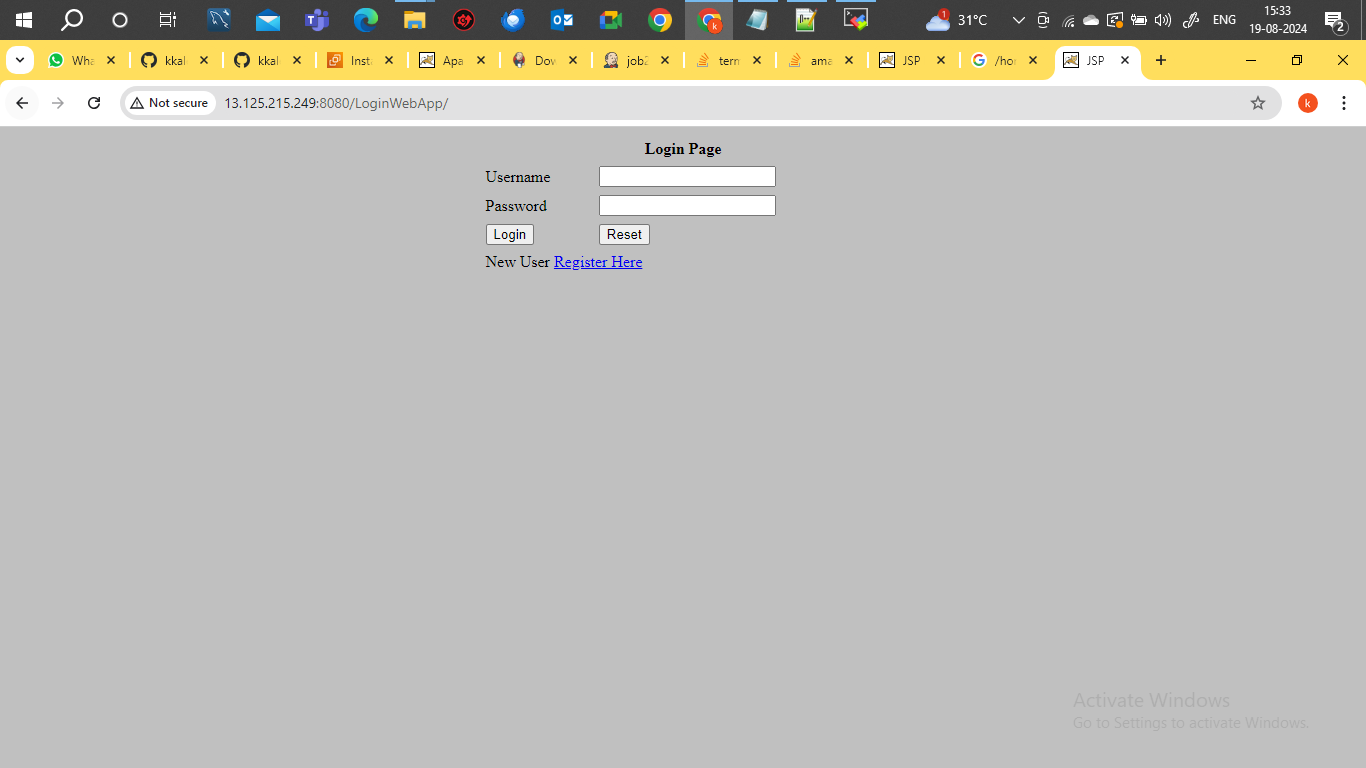 1 31°C ENG 15:33
19-08-2024 2
Wha kkal kkal Insta Apa Dov job2 tern ama JSP /hor JSP
Not secure 13.125.215.249:8080/LoginWebApp/ k
Login Page
Username
Password
Login Reset
New User Register Here
Activate Windows
Go to Settings to activate Windows.